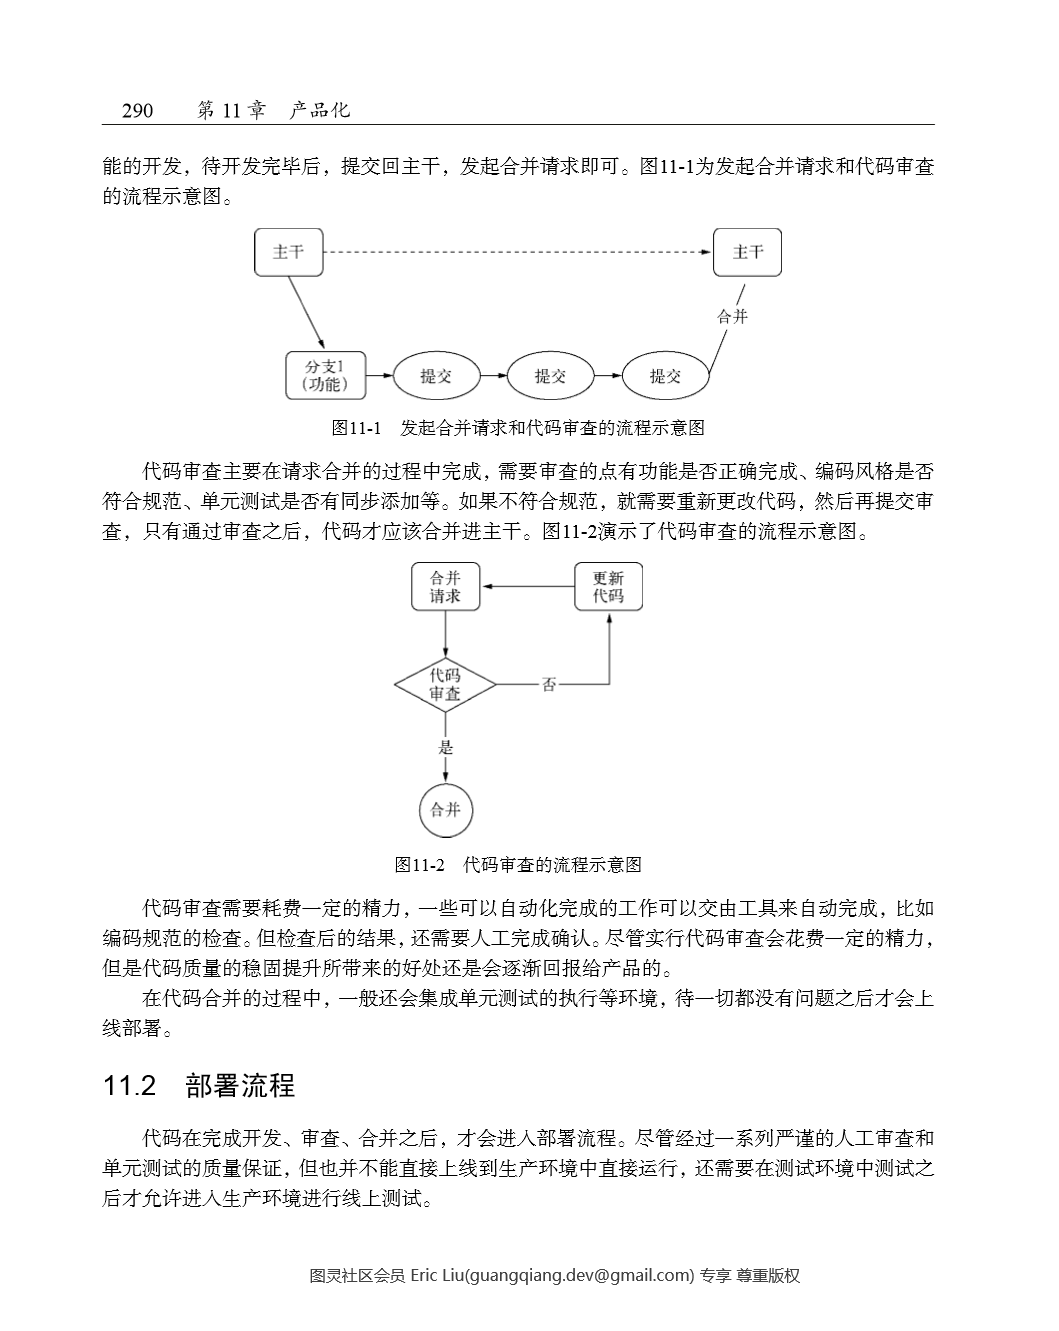 290 第 11 章 产品化
能的开发，待开发完毕后，提交回主干，发起合并请求即可。图11-1为发起合并请求和代码审查
的流程示意图。
主干
主干
合并
分支1
（功能）
提交
提交
提交
图11-1 发起合并请求和代码审查的流程示意图
代码审查主要在请求合并的过程中完成，需要审查的点有功能是否正确完成、编码风格是否
符合规范、单元测试是否有同步添加等。如果不符合规范，就需要重新更改代码，然后再提交审
查，只有通过审查之后，代码才应该合并进主干。图11-2演示了代码审查的流程示意图。
合并
请求
更新
代码
代码
审查
否
是
合并
图11-2 代码审查的流程示意图
代码审查需要耗费一定的精力，一些可以自动化完成的工作可以交由工具来自动完成，比如
编码规范的检查。但检查后的结果，还需要人工完成确认。尽管实行代码审查会花费一定的精力，
但是代码质量的稳固提升所带来的好处还是会逐渐回报给产品的。
在代码合并的过程中，一般还会集成单元测试的执行等环境，待一切都没有问题之后才会上
线部署。
11.2 部署流程
代码在完成开发、审查、合并之后，才会进入部署流程。尽管经过一系列严谨的人工审查和
单元测试的质量保证，但也并不能直接上线到生产环境中直接运行，还需要在测试环境中测试之
后才允许进入生产环境进行线上测试。
图灵社区会员 Eric Liu(guangqiang.dev@gmail.com) 专享 尊重版权